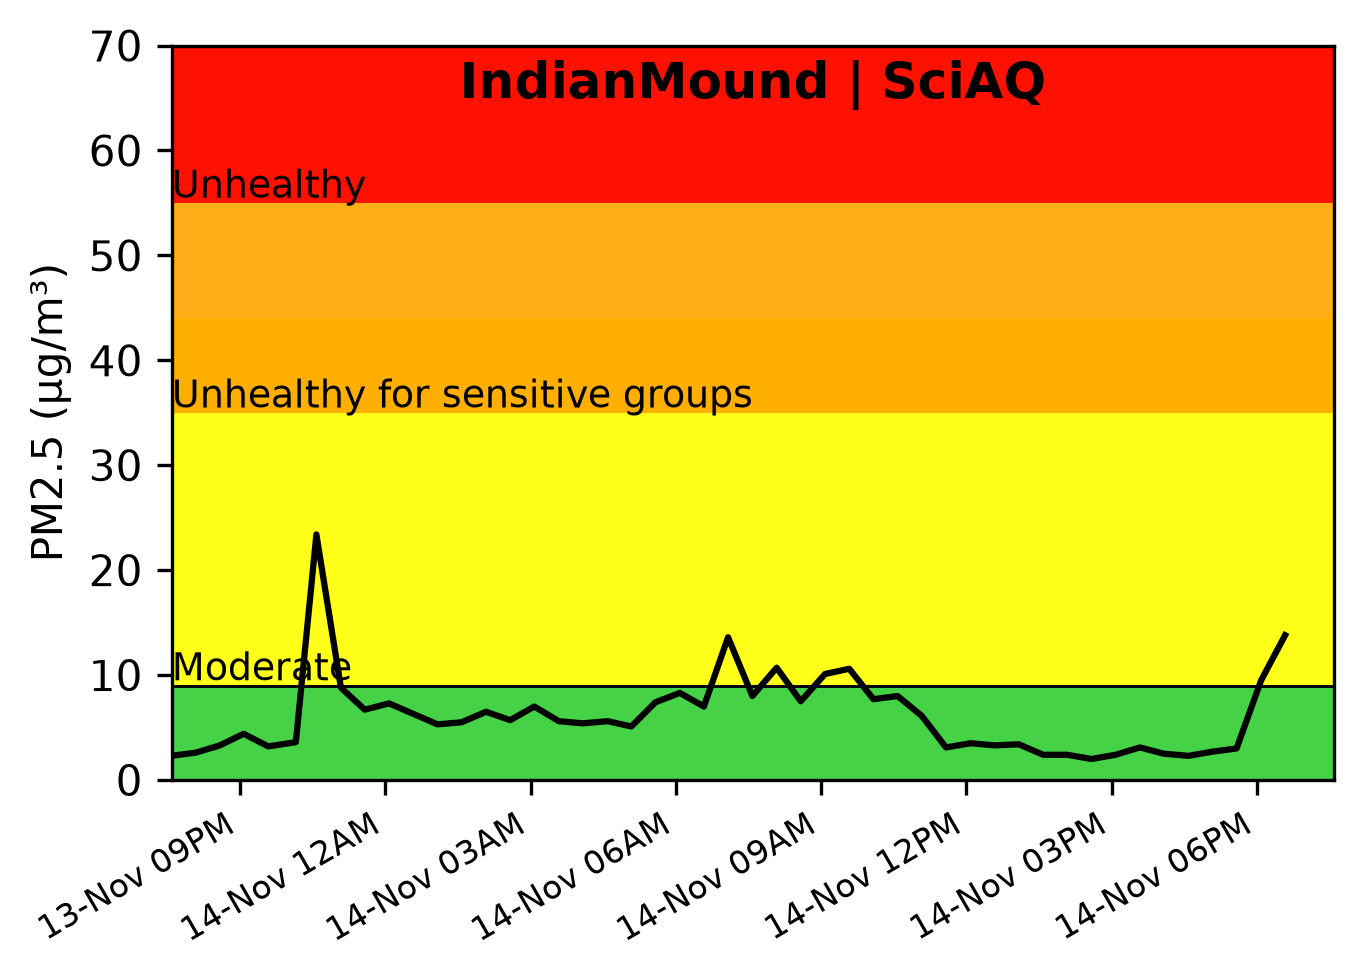 IndianMound | SciAQ
PM2.5 (µg/m³)
70
60
50
40
30
20
10
0
Unhealthy
Unhealthy for sensitive groups
Moderate
13-Nov 09PM
14-Nov 12AM
14-Nov 03AM
14-Nov 06AM
14-Nov 09AM
14-Nov 12PM
14-Nov 03PM
14-Nov 06PM